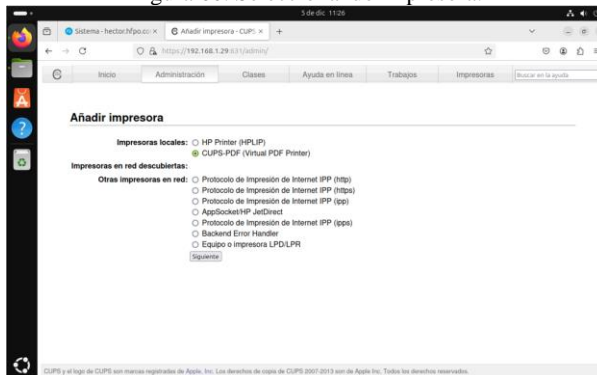 5 de dic 11:26
Sistema - hector.hfpo.co
Añadir impresora - CUPS
https://192.168.1.29:631/admin/
Inicio
Administración
Clases
Ayuda en línea
Trabajos
Impresoras
Buscar en la ayuda
Añadir impresora
Impresoras locales:
HP Printer (HPLIP)
CUPS-PDF (Virtual PDF Printer)
Impresoras en red descubiertas:
Otras impresoras en red:
Protocolo de Impresión de Internet IPP (http)
Protocolo de Impresión de Internet IPP (https)
Protocolo de Impresión de Internet IPP (ipp)
AppSocket/HP JetDirect
Protocolo de Impresión de Internet IPP (ipps)
Backend Error Handler
Equipo o impresora LPD/LPR
Siguiente
CUPS y el logo de CUPS son marcas registradas de Apple, Inc. Los derechos de copia de CUPS 2007-2013 son de Apple Inc. Todos los derechos reservados.